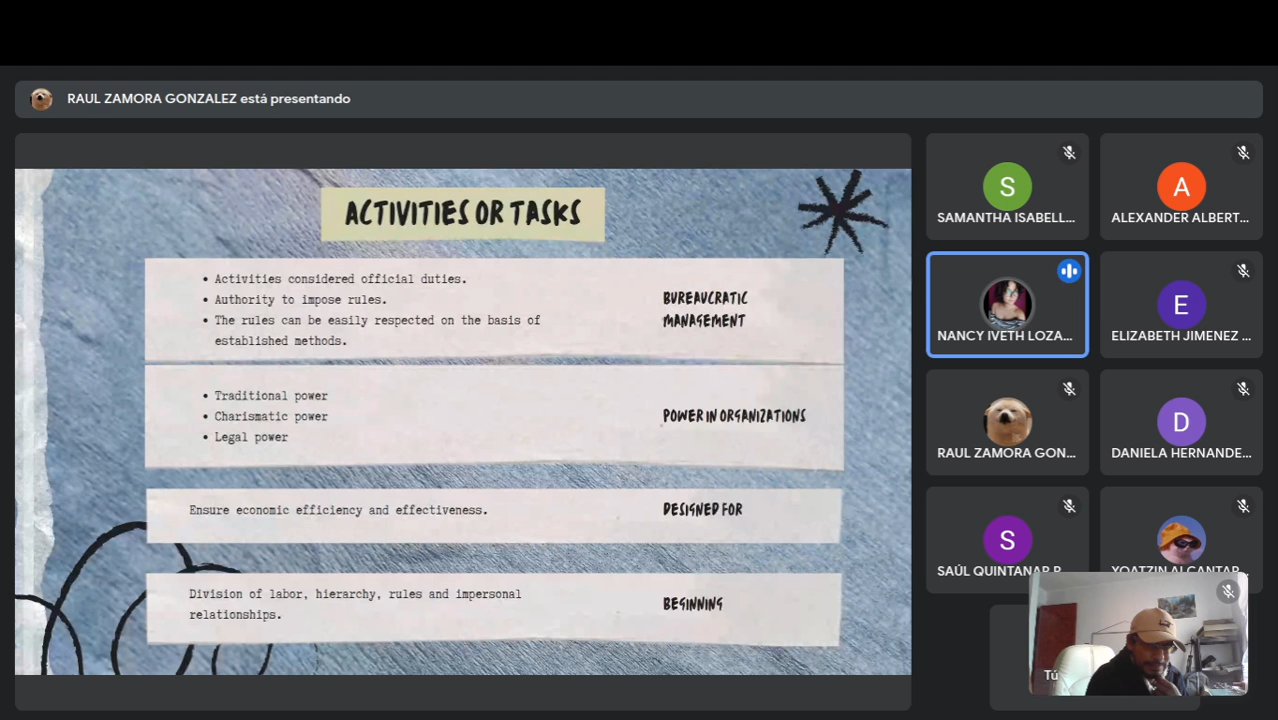 RAUL ZAMORA GONZALEZ está presentando
ACTIVITIES OR TASKS
• Activities considered official duties.
• Authority to impose rules.
• The rules can be easily respected on the basis of
established methods.
BUREAUCRATIC
MANAGEMENT
• Traditional power
• Charismatic power
• Legal power
POWER IN ORGANIZATIONS
Ensure economic efficiency and effectiveness.
DESIGNED FOR
Division of labor, hierarchy, rules and impersonal
relationships.
BEGINNING
S
SAMANTHA ISABELL...
A
ALEXANDER ALBERT...
NANCY IVETH LOZA...
E
ELIZABETH JIMENEZ ...
RAUL ZAMORA GON...
D
DANIELA HERNANDE...
S
SAÚL QUINTANAR
YOATZIN ALCANTAR
Tú